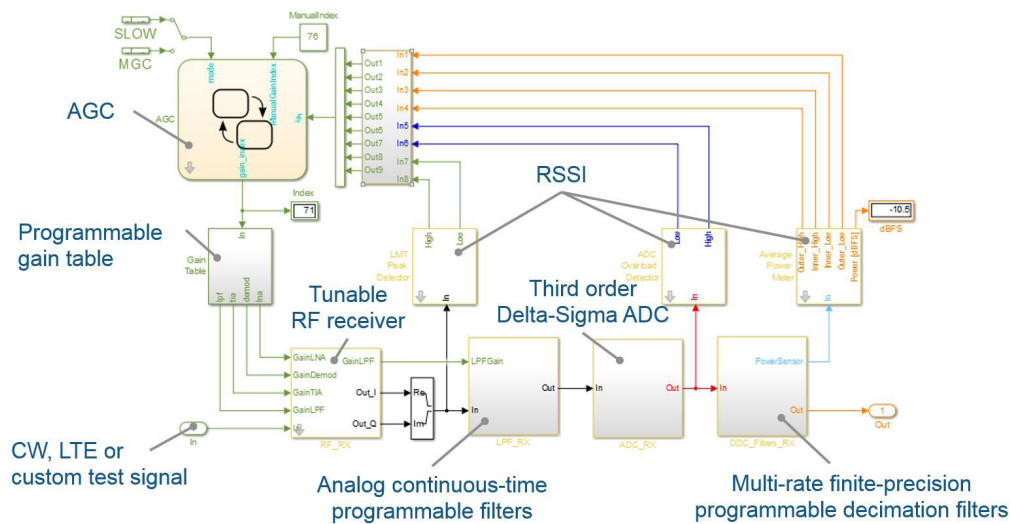 SLOW
MGC
ManualIndex
76
mode
ManualGainIndex
AGC
gain_index
AGC
Out1
Out2
Out3
Out4
Out5
Out6
Out7
Out8
Out9
In1
In2
In3
In4
In5
In6
In7
In8
RSSI
Index
71
-10.5
dBFS
Programmable
gain table
In
Gain
Table
lpf
tia
demod
lna
High
Low
LMT
Peak
Detector
In
Low
High
ADC
Overload
Detector
In
Outer_High
Inner_High
Inner_Low
Outer_Low
Power [dBFS]
Average
Power
Meter
In
Tunable
RF receiver
Third order
Delta-Sigma ADC
GainLNA
GainDemod
GainTIA
GainLPF
GainLPF
Out_I
Out_Q
RF_RX
Re
Im
LPFGain
In
Out
LPF_RX
In
Out
ADC_RX
In
PowerSensor
Out
DDC_Filters_RX
1
Out
In
CW, LTE or
custom test signal
Analog continuous-time
programmable filters
Multi-rate finite-precision
programmable decimation filters